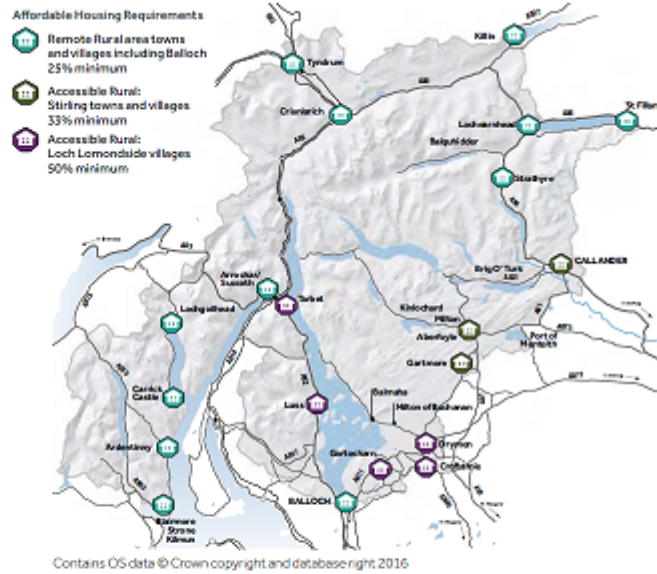 Affordable Housing Requirements
Remote Rural area towns
and villages including Balloch
25% minimum
Accessible Rural:
Stirling towns and villages
33% minimum
Accessible Rural:
Loch Lomondside villages
50% minimum
Killin
Tyndrum
Crianlarich
St Fillans
Lochearnhead
Balquhidder
Strathyre
CALLANDER
Brig O' Turk
Arrochar/
Succoth
Tarbet
Lochgoilhead
Kinlochard
Milton
Aberfoyle
Port of
Menteith
Gartmore
Carrick
Castle
Luss
Balmaha
Milton of Buchanan
Drymen
Gartocharn
Croftamie
Ardentinny
BALLOCH
Blairmore
Strone
Kilmun
Contains OS data © Crown copyright and database right 2016